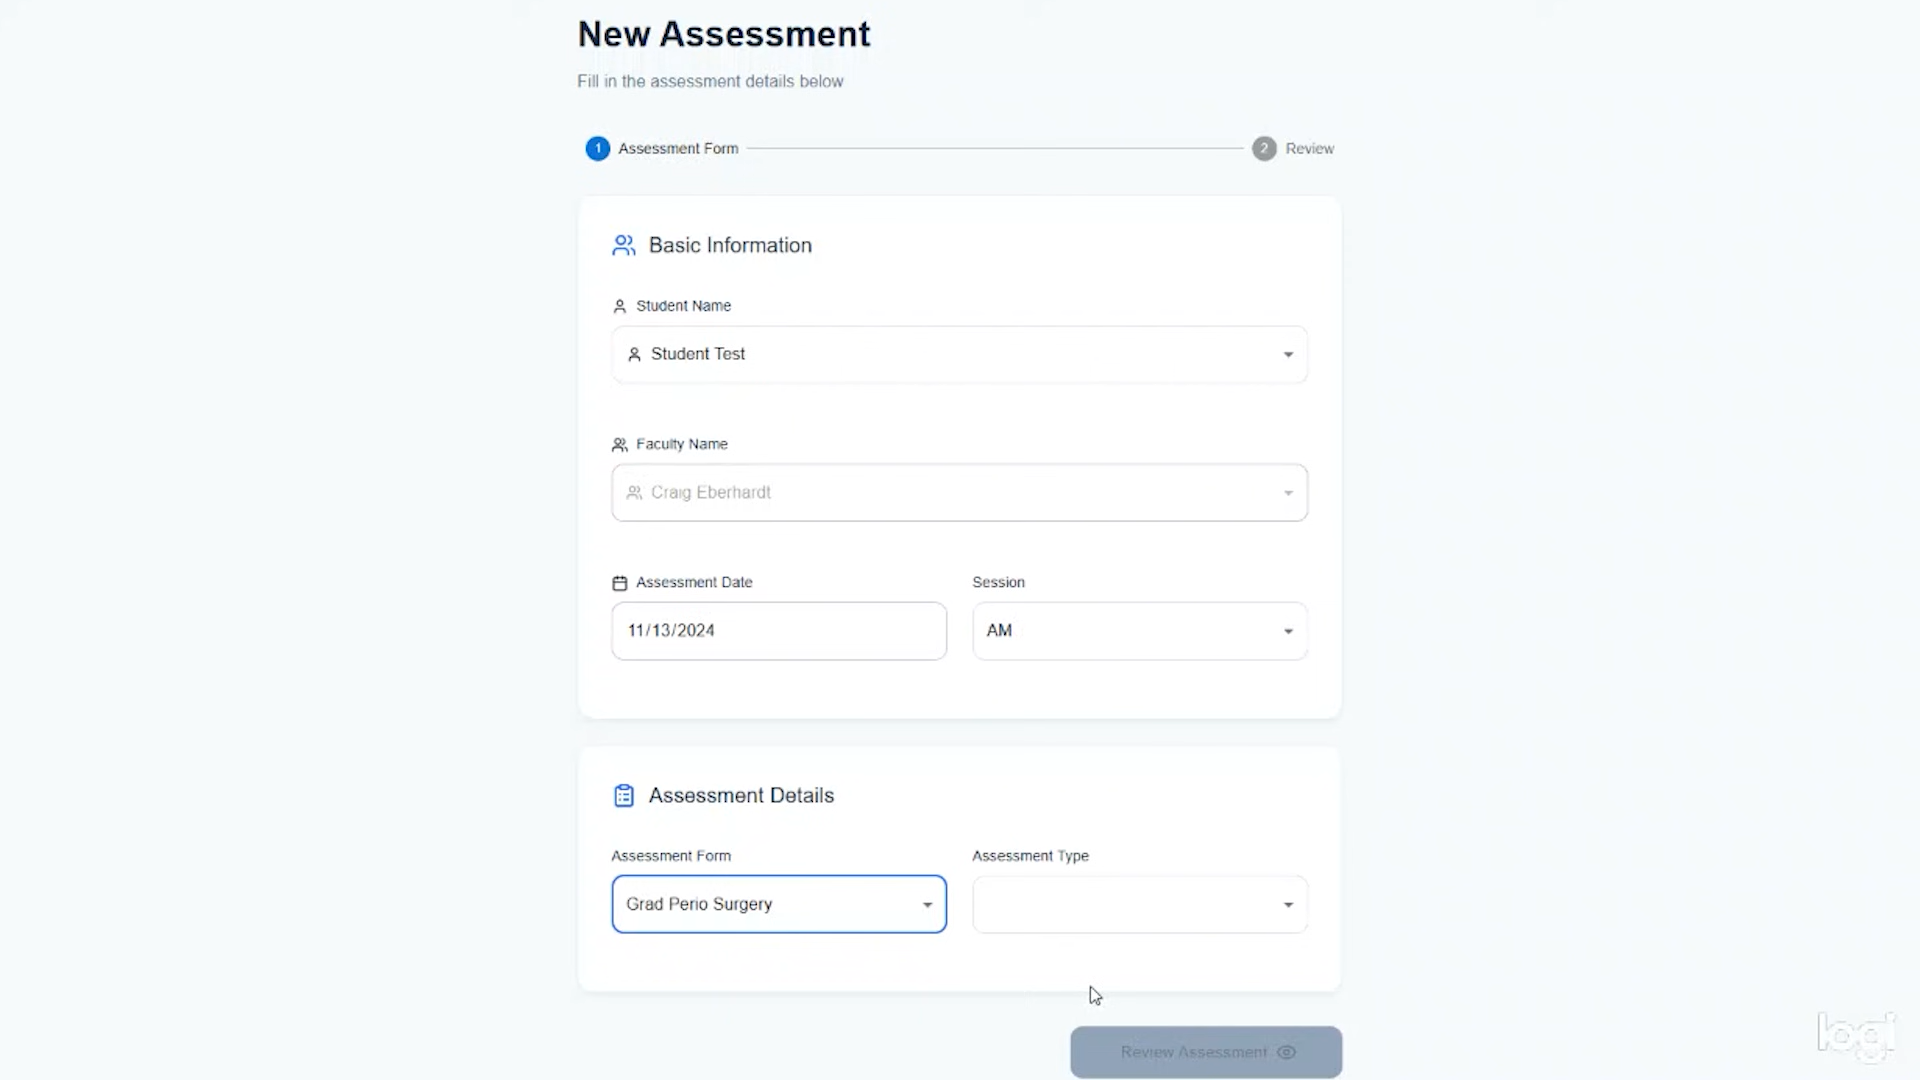 New Assessment
Fill in the assessment details below
1 Assessment Form
2 Review
Basic Information
Student Name
Student Test
Faculty Name
Craig Eberhardt
Assessment Date
Session
11/13/2024
AM
Assessment Details
Assessment Form
Assessment Type
Grad Perio Surgery
Review Assessment
logi